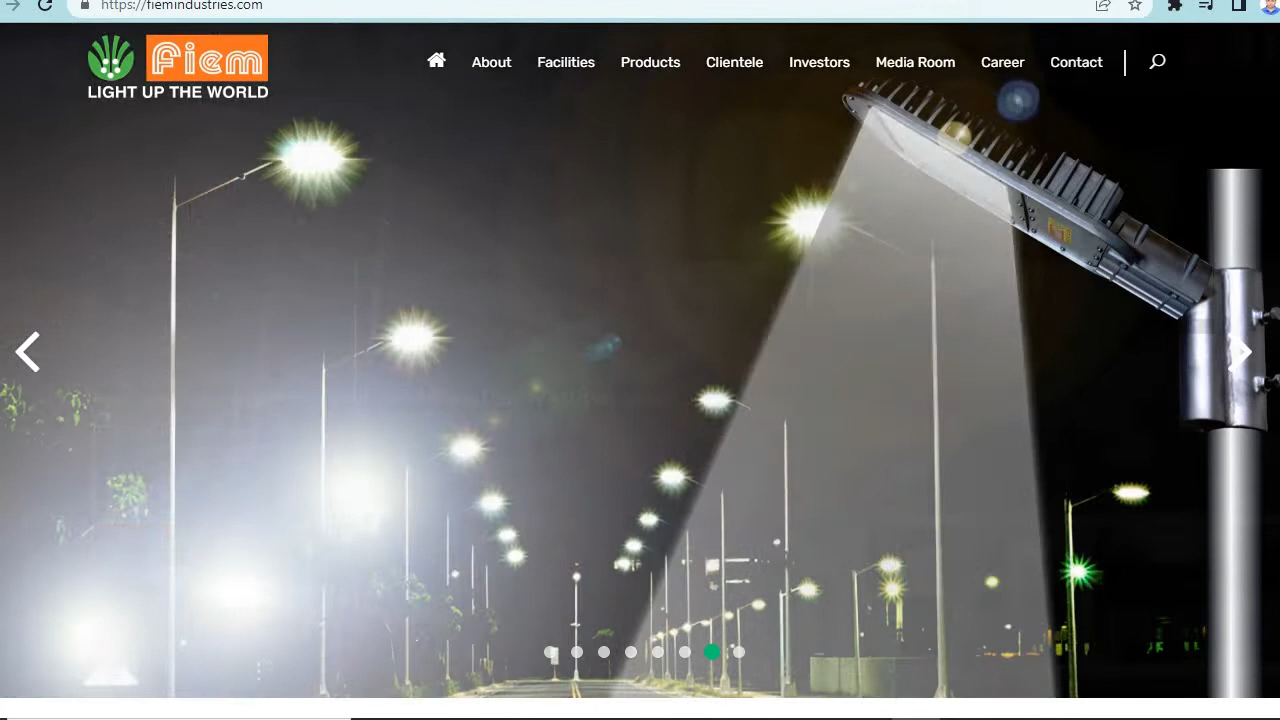 https://fiemindustries.com
Fiem
LIGHT UP THE WORLD
About Facilities Products Clientele Investors Media Room Career Contact